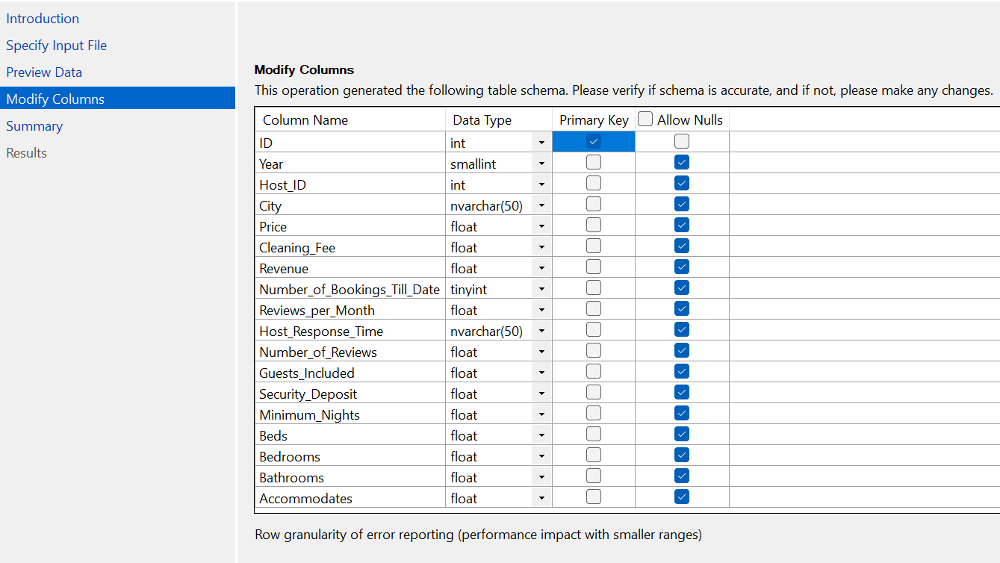 Introduction
Specify Input File
Preview Data
Modify Columns
Summary
Results
Modify Columns
This operation generated the following table schema. Please verify if schema is accurate, and if not, please make any changes.
Column Name Data Type Primary Key Allow Nulls
ID int
Year smallint
Host_ID int
City nvarchar(50)
Price float
Cleaning_Fee float
Revenue float
Number_of_Bookings_Till_Date tinyint
Reviews_per_Month float
Host_Response_Time nvarchar(50)
Number_of_Reviews float
Guests_Included float
Security_Deposit float
Minimum_Nights float
Beds float
Bedrooms float
Bathrooms float
Accommodates float
Row granularity of error reporting (performance impact with smaller ranges)